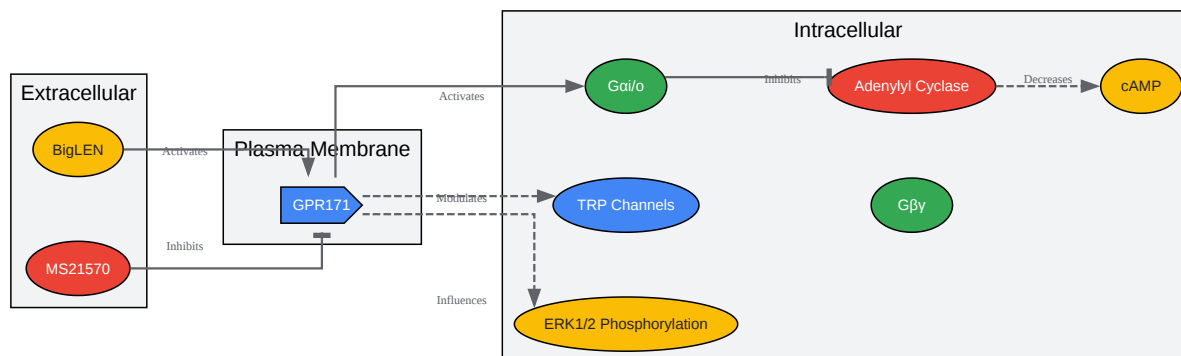 Intracellular
Extracellular
Plasma Membrane
BigLEN
Activates
MS21570
Inhibits
GPR171
Activates
Gαi/o
Inhibits
Adenylyl Cyclase
Decreases
cAMP
Modulates
TRP Channels
Gβγ
Influences
ERK1/2 Phosphorylation